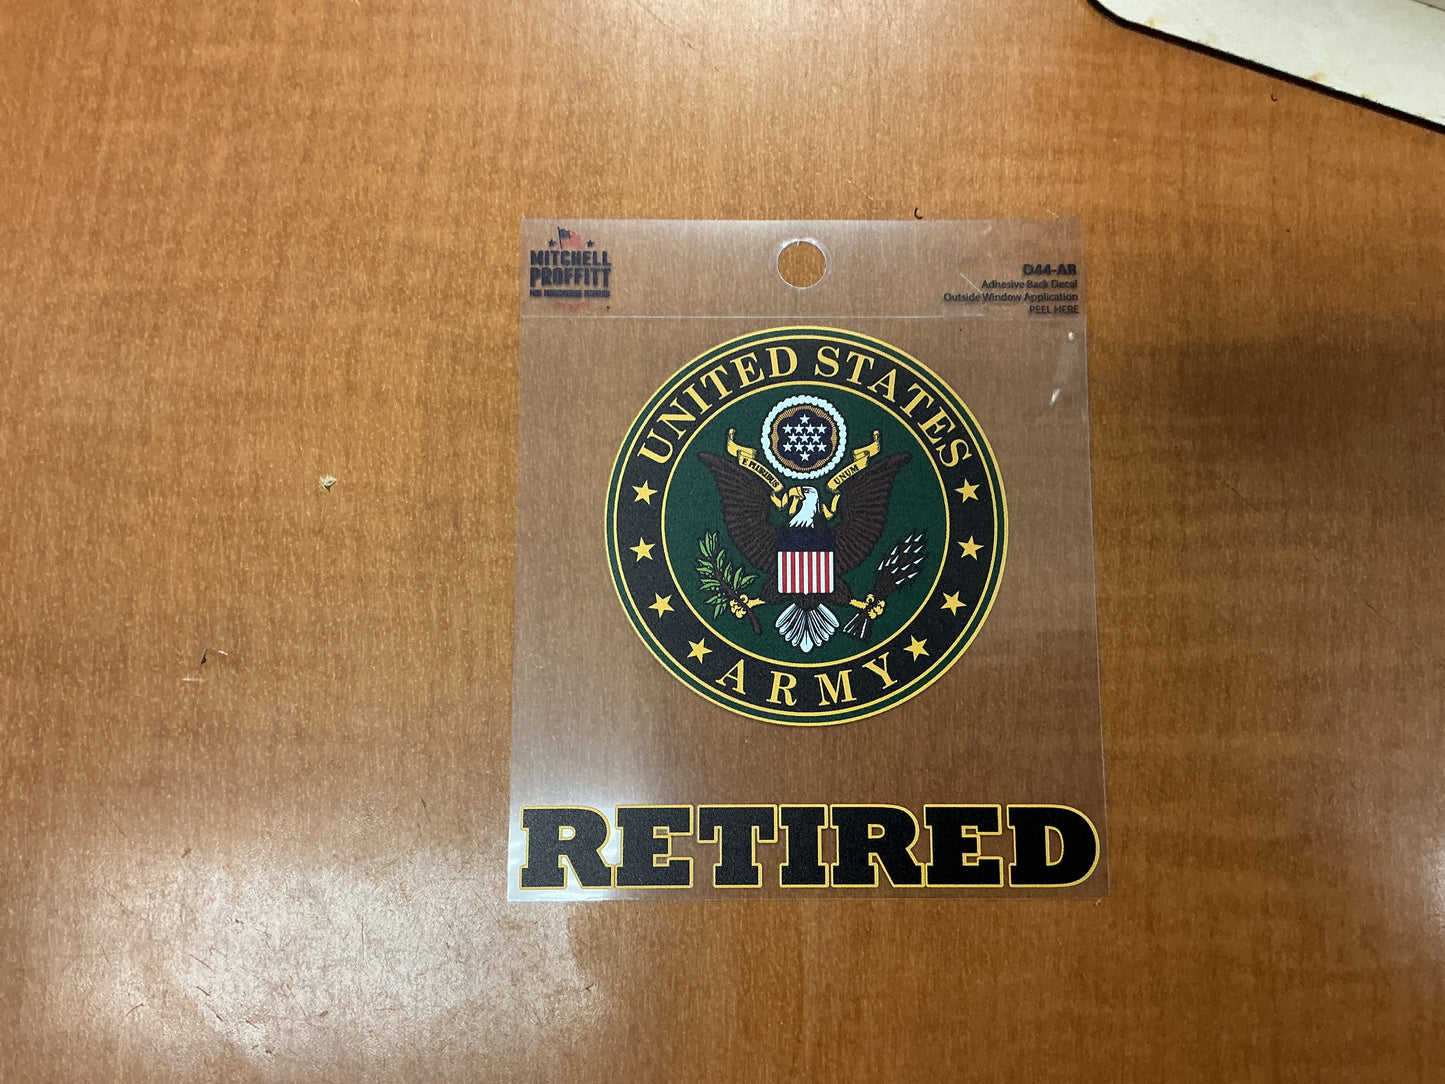 MITCHELL
PROFFITT
D44-AR
Adhesive Back Decal
Outside Window Application
PEEL HERE
UNITED STATES
E PLURIBUS UNUM
ARMY
RETIRED